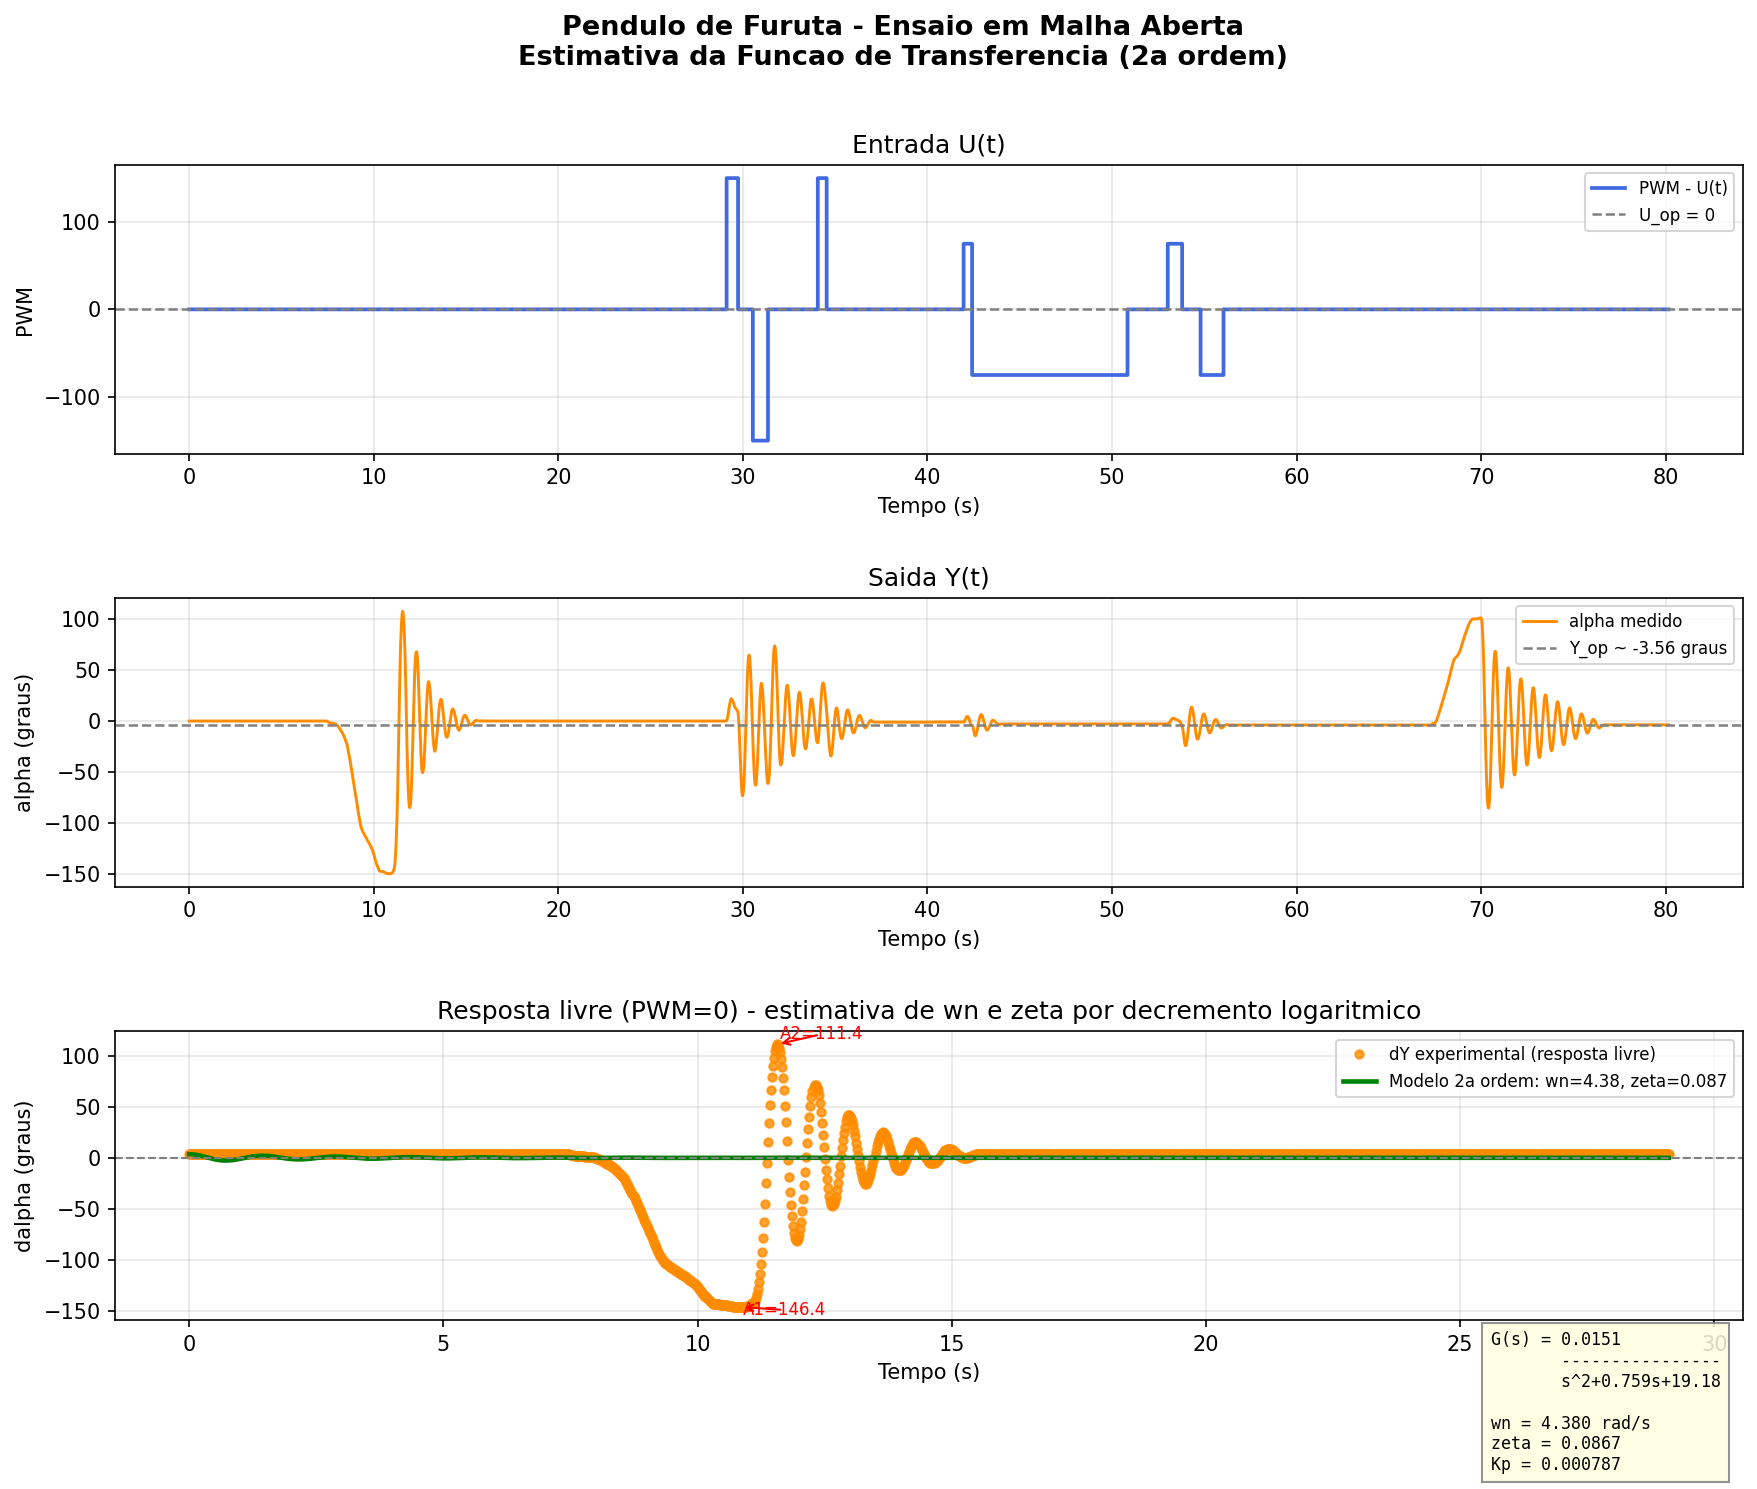 Pendulo de Furuta - Ensaio em Malha Aberta
Estimativa da Funcao de Transferencia (2a ordem)
Entrada U(t)
PWM
100
0
−100
PWM - U(t)
U_op = 0
0 10 20 30 40 50 60 70 80
Tempo (s)
Saida Y(t)
alpha (graus)
100
50
0
−50
−100
−150
alpha medido
Y_op ~ -3.56 graus
0 10 20 30 40 50 60 70 80
Tempo (s)
Resposta livre (PWM=0) - estimativa de wn e zeta por decremento logaritmico
dalpha (graus)
100
50
0
−50
−100
−150
A2=111.4
A1=146.4
dY experimental (resposta livre)
Modelo 2a ordem: wn=4.38, zeta=0.087
0 5 10 15 20 25 30
Tempo (s)
G(s) = 0.0151
----------------
s^2+0.759s+19.18
wn = 4.380 rad/s
zeta = 0.0867
Kp = 0.000787